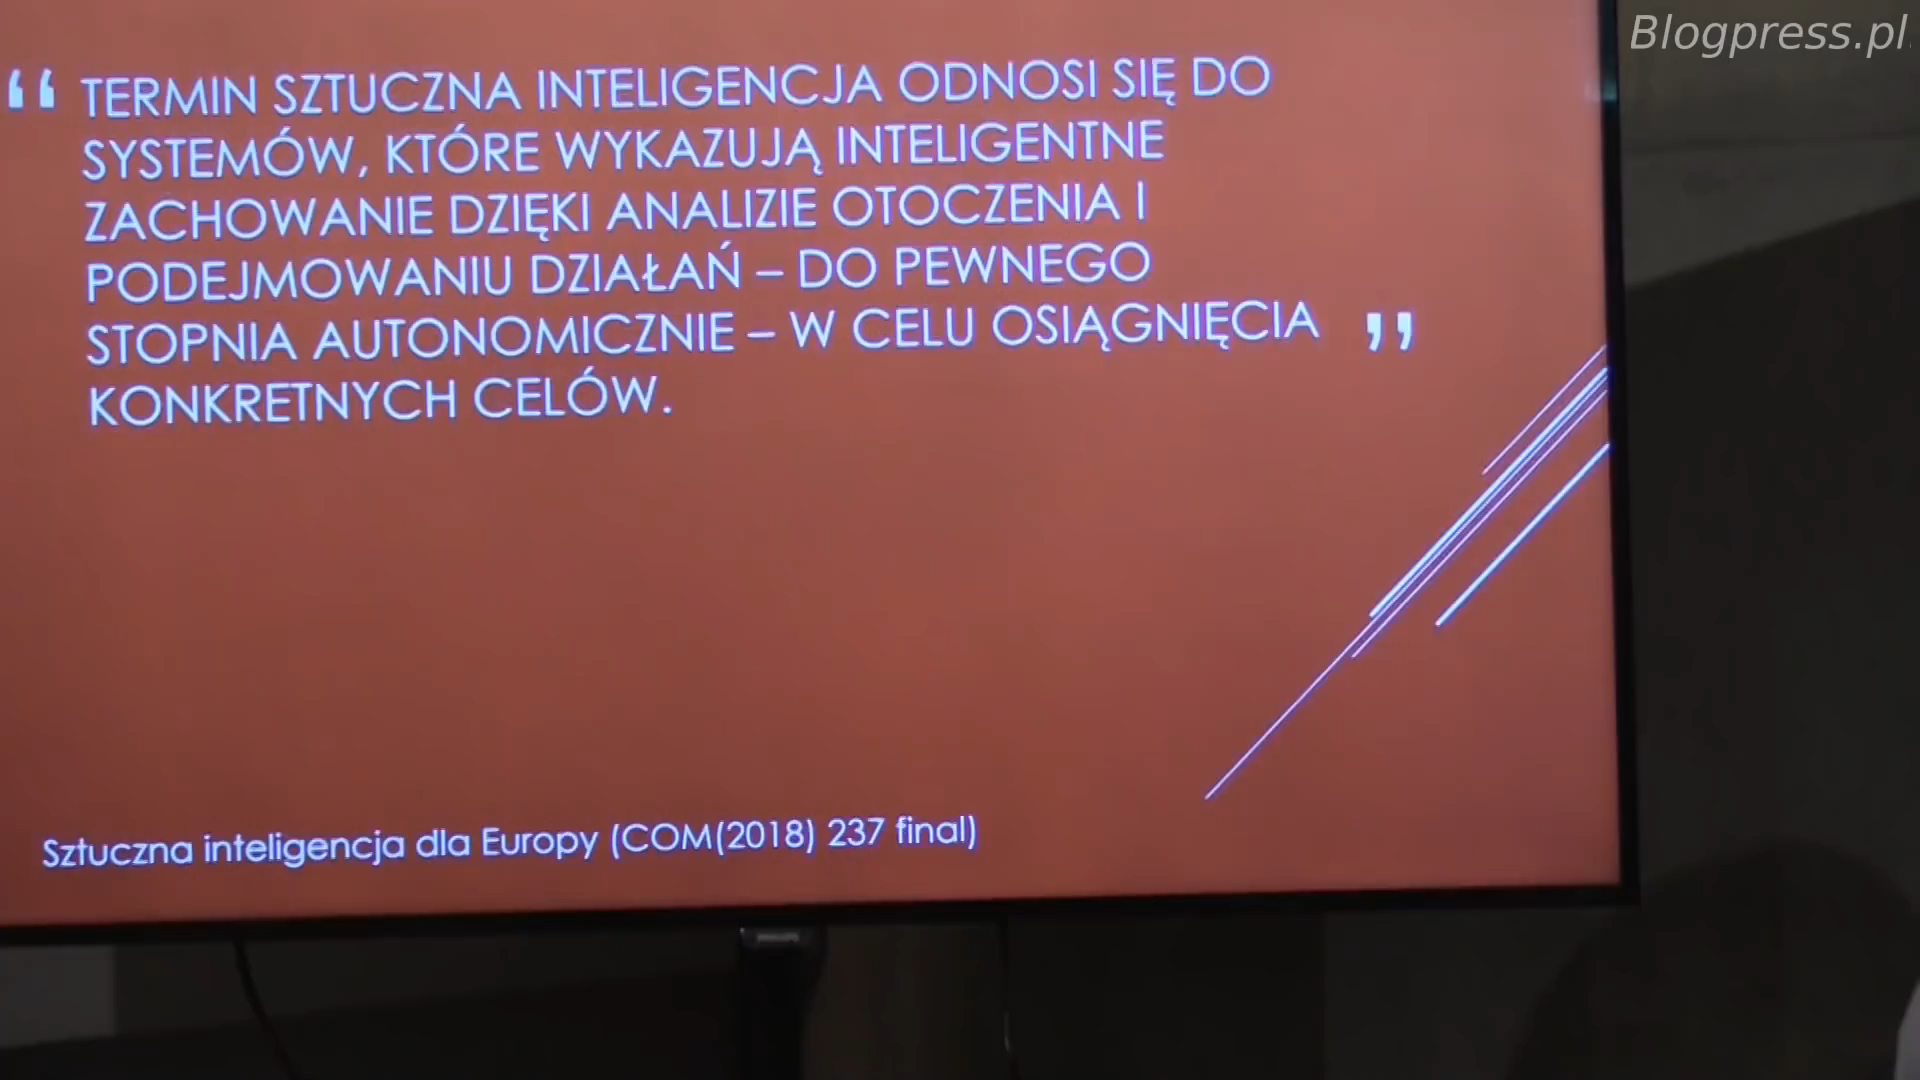 Blogpress.pl
“ TERMIN SZTUCZNA INTELIGENCJA ODNOSI SIĘ DO
SYSTEMÓW, KTÓRE WYKAZUJĄ INTELIGENTNE
ZACHOWANIE DZIĘKI ANALIZIE OTOCZENIA I
PODEJMOWANIU DZIAŁAŃ – DO PEWNEGO
STOPNIA AUTONOMICZNIE – W CELU OSIĄGNIĘCIA ”
KONKRETNYCH CELÓW.
Sztuczna inteligencja dla Europy (COM(2018) 237 final)